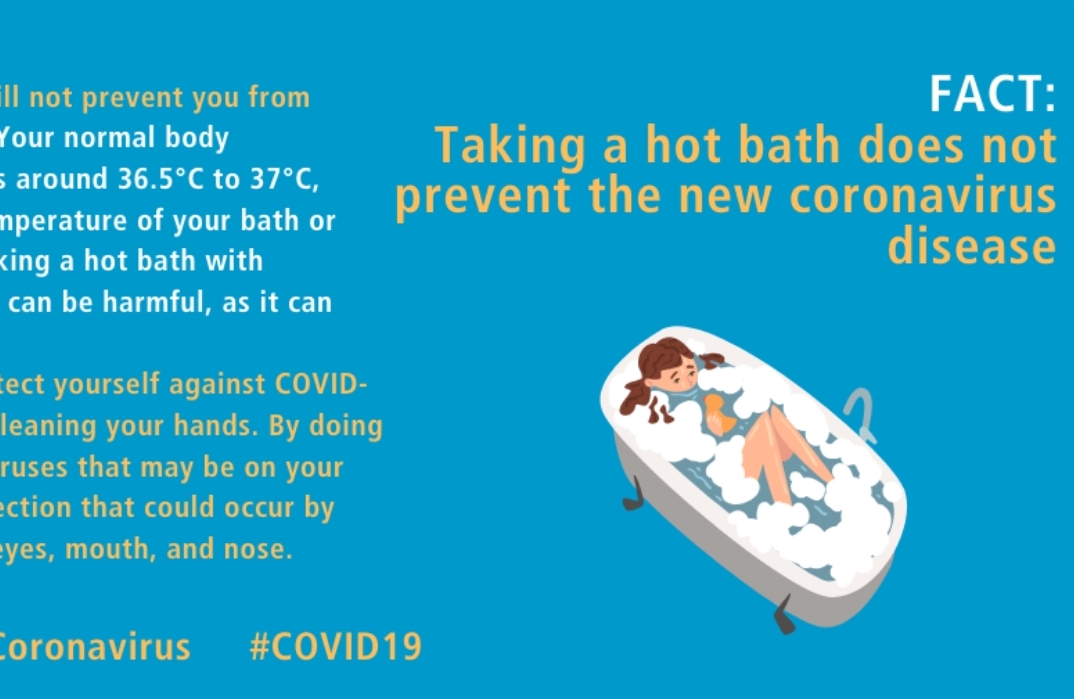 ill not prevent you from
Your normal body
s around 36.5°C to 37°C,
mperature of your bath or
king a hot bath with
can be harmful, as it can
tect yourself against COVID-
leaning your hands. By doing
ruses that may be on your
ection that could occur by
eyes, mouth, and nose.
Coronavirus #COVID19
FACT:
Taking a hot bath does not
prevent the new coronavirus
disease